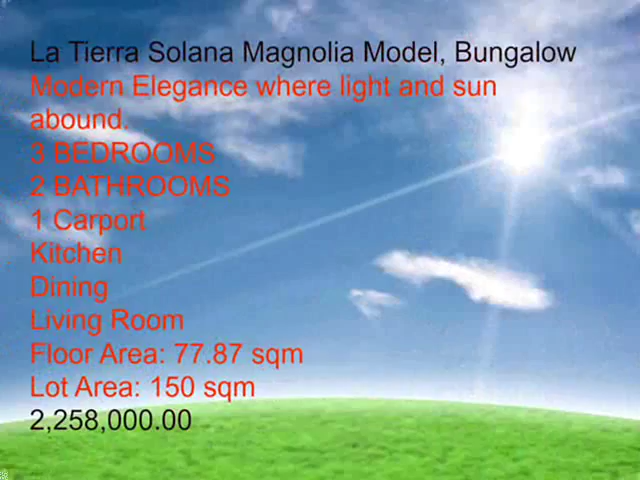 La Tierra Solana Magnolia Model, Bungalow
Modern Elegance where light and sun
abound.
3 BEDROOMS
2 BATHROOMS
1 Carport
Kitchen
Dining
Living Room
Floor Area: 77.87 sqm
Lot Area: 150 sqm
2,258,000.00